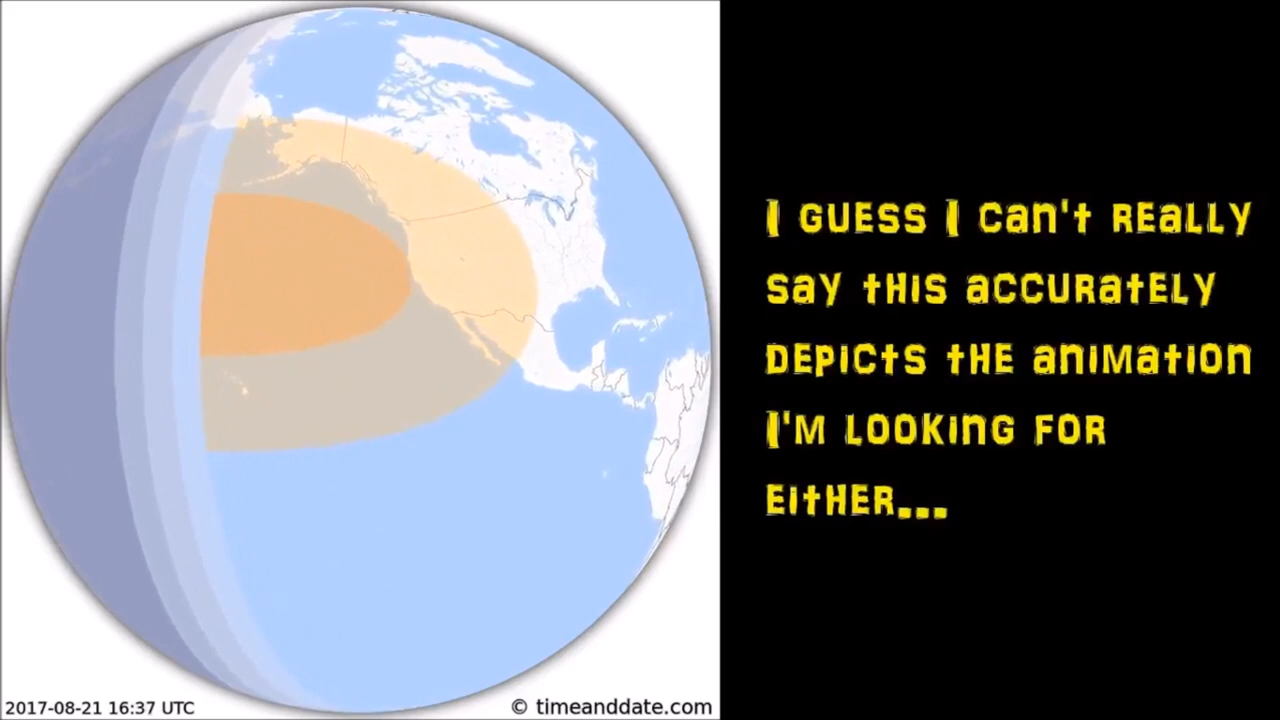 I GUESS I CAN'T REALLY
SAY THIS ACCURATELY
DEPICTS THE ANIMATION
I'M LOOKING FOR
EITHER...
2017-08-21 16:37 UTC
© timeanddate.com